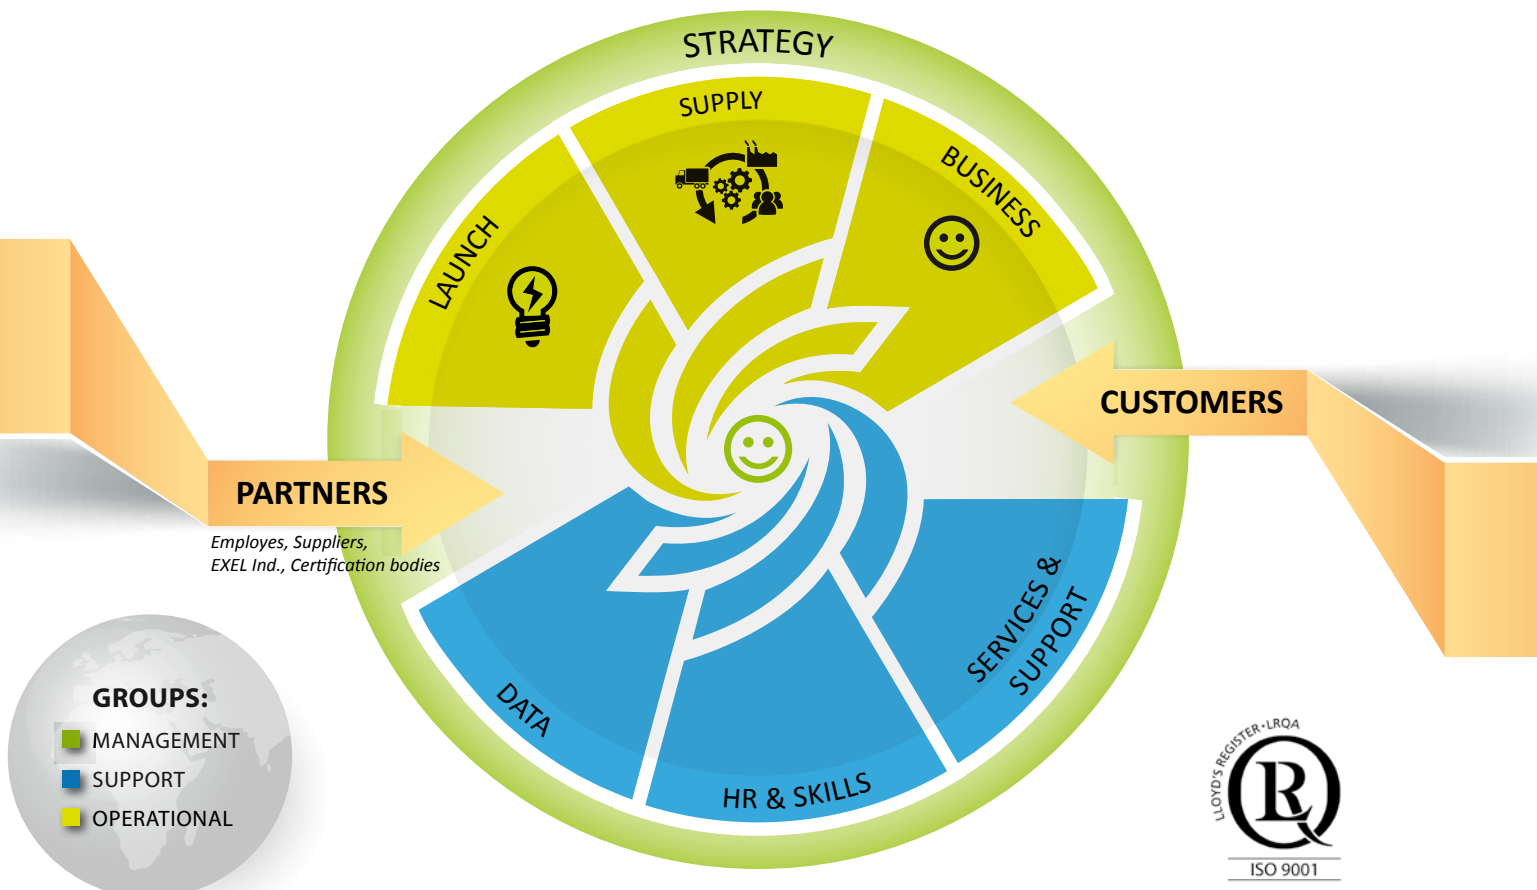 STRATEGY
SUPPLY
BUSINESS
LAUNCH
CUSTOMERS
PARTNERS
Employes, Suppliers,
EXEL Ind., Certification bodies
SERVICES &
SUPPORT
DATA
HR & SKILLS
GROUPS:
MANAGEMENT
SUPPORT
OPERATIONAL
LLOYD'S REGISTER·LRQA
LR
ISO 9001